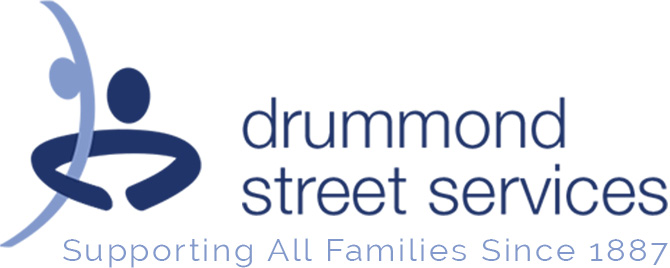 drummond
street services
Supporting All Families Since 1887